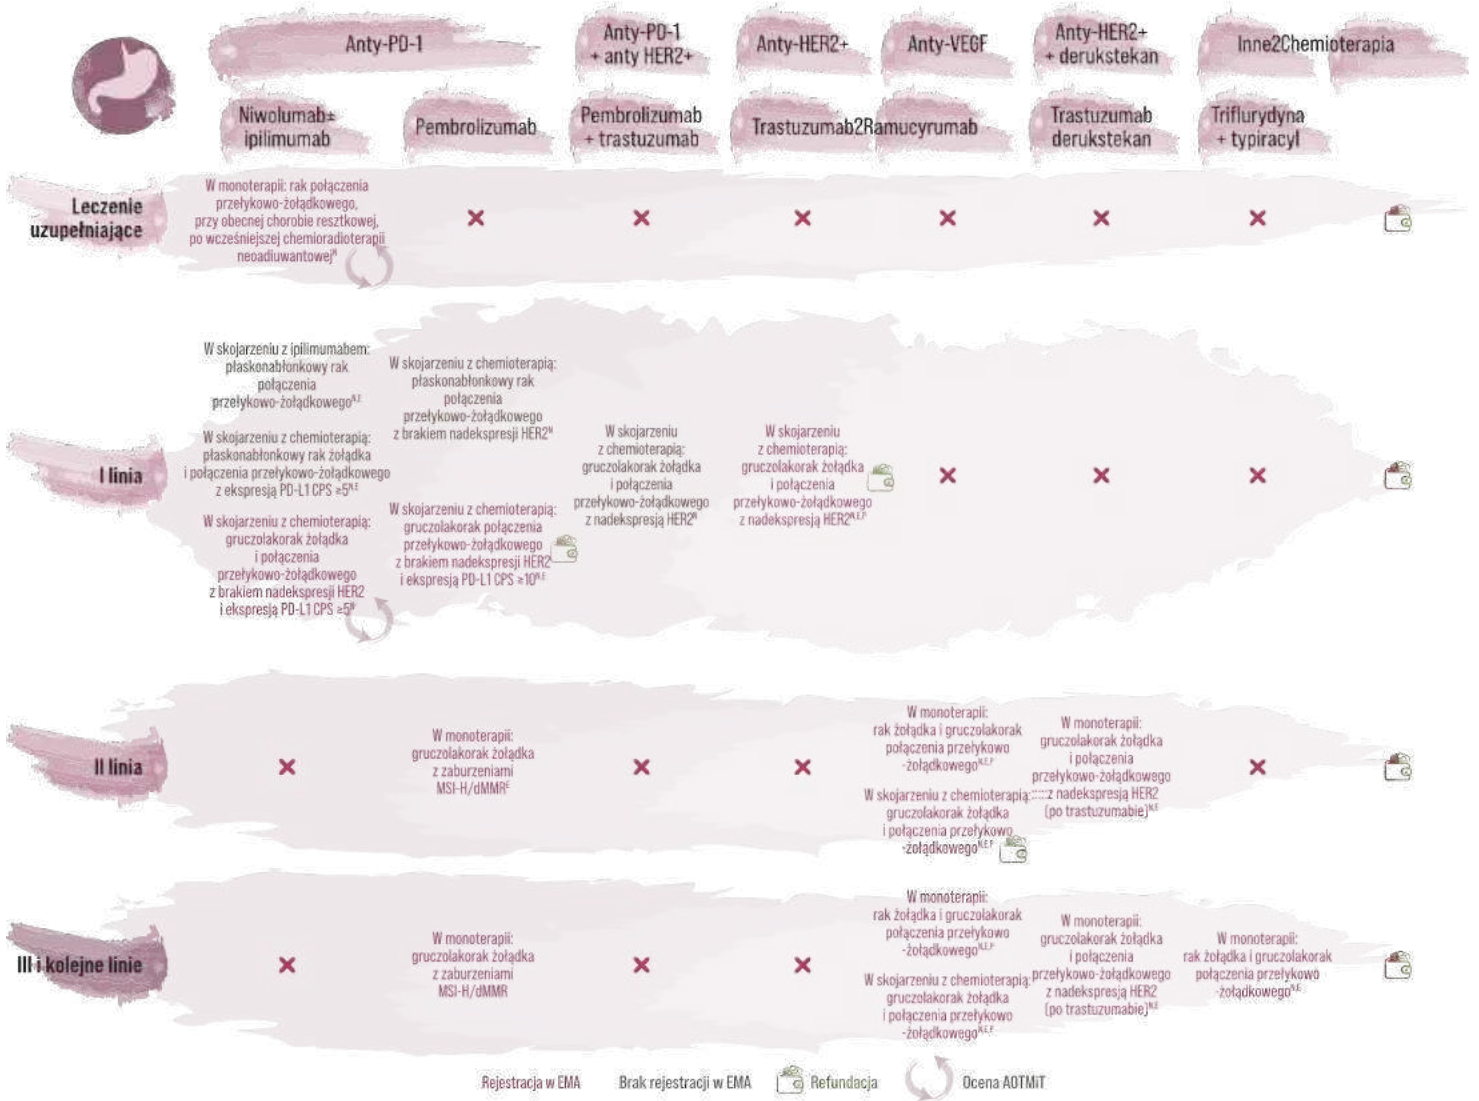 Anty-PD-1
Anty-PD-1
+ anty HER2+
Anty-HER2+
Anty-VEGF
Anty-HER2+
+ derukstekan
Inne2Chemioterapia
Niwolumab±
ipilimumab
Pembrolizumab
Pembrolizumab
+ trastuzumab
Trastuzumab2Ramucyrumab
Trastuzumab
derukstekan
Triflurydyna
+ typiracyl
Leczenie
uzupełniające
W monoterapii: rak połączenia
przełykowo-żołądkowego,
przy obecnej chorobie resztkowej,
po wcześniejszej chemioradioterapii
neoadiuwantowejᴺ
I linia
W skojarzeniu z ipilimumabem:
płaskonabłonkowy rak
połączenia
przełykowo-żołądkowego N,E
W skojarzeniu z chemioterapią:
płaskonabłonkowy rak żołądka
i połączenia przełykowo-żołądkowego
z ekspresją PD-L1 CPS ≥5 N,E
W skojarzeniu z chemioterapią:
gruczolakorak żołądka
i połączenia
przełykowo-żołądkowego
z brakiem nadekspresji HER2
i ekspresją PD-L1 CPS ≥5 N
W skojarzeniu z chemioterapią:
płaskonabłonkowy rak
połączenia
przełykowo-żołądkowego
z brakiem nadekspresji HER2 N
W skojarzeniu z chemioterapią:
gruczolakorak połączenia
przełykowo-żołądkowego
z brakiem nadekspresji HER2
i ekspresją PD-L1 CPS ≥10 N,E
W skojarzeniu
z chemioterapią:
gruczolakorak żołądka
i połączenia
przełykowo-żołądkowego
z nadekspresją HER2 N
W skojarzeniu
z chemioterapią:
gruczolakorak żołądka
i połączenia
przełykowo-żołądkowego
z nadekspresją HER2 N,E,P
II linia
W monoterapii:
gruczolakorak żołądka
z zaburzeniami
MSI-H/dMMR E
W monoterapii:
rak żołądka i gruczolakorak
połączenia przełykowo
-żołądkowego N,E,P
W skojarzeniu z chemioterapią:
gruczolakorak żołądka
i połączenia przełykowo
-żołądkowego N,E,P
W monoterapii:
gruczolakorak żołądka
i połączenia
przełykowo-żołądkowego
z nadekspresją HER2
(po trastuzumabie) N,E
III i kolejne linie
W monoterapii:
gruczolakorak żołądka
z zaburzeniami
MSI-H/dMMR
W monoterapii:
rak żołądka i gruczolakorak
połączenia przełykowo
-żołądkowego N,E,P
W skojarzeniu z chemioterapią:
gruczolakorak żołądka
i połączenia przełykowo
-żołądkowego N,E,P
W monoterapii:
gruczolakorak żołądka
i połączenia
przełykowo-żołądkowego
z nadekspresją HER2
(po trastuzumabie) N,E
W monoterapii:
rak żołądka i gruczolakorak
połączenia przełykowo
-żołądkowego N,E
Rejestracja w EMA
Brak rejestracji w EMA
Refundacja
Ocena AOTMiT